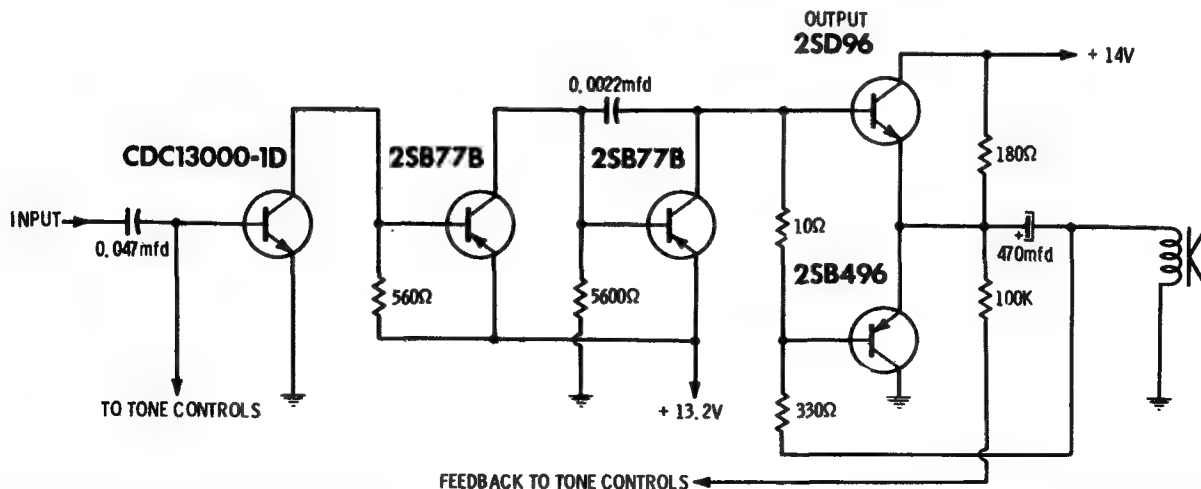 OUTPUT
2SD96
+ 14V
0.0022mfd
CDC13000-1D
2SB77B
2SB77B
180Ω
INPUT
0.047mfd
10Ω
+
470mfd
2SB496
560Ω
5600Ω
100K
TO TONE CONTROLS
+ 13.2V
330Ω
FEEDBACK TO TONE CONTROLS